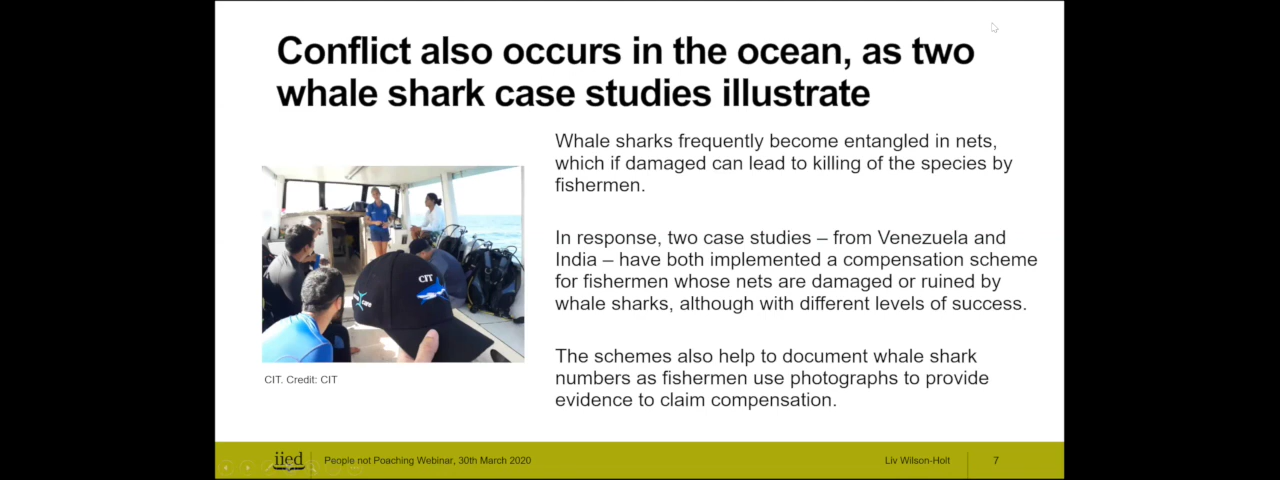 Conflict also occurs in the ocean, as two
whale shark case studies illustrate
Whale sharks frequently become entangled in nets,
which if damaged can lead to killing of the species by
fishermen.
In response, two case studies – from Venezuela and
India – have both implemented a compensation scheme
for fishermen whose nets are damaged or ruined by
whale sharks, although with different levels of success.
The schemes also help to document whale shark
numbers as fishermen use photographs to provide
evidence to claim compensation.
CIT
CIT. Credit: CIT
iied
People not Poaching Webinar, 30th March 2020
Liv Wilson-Holt
7